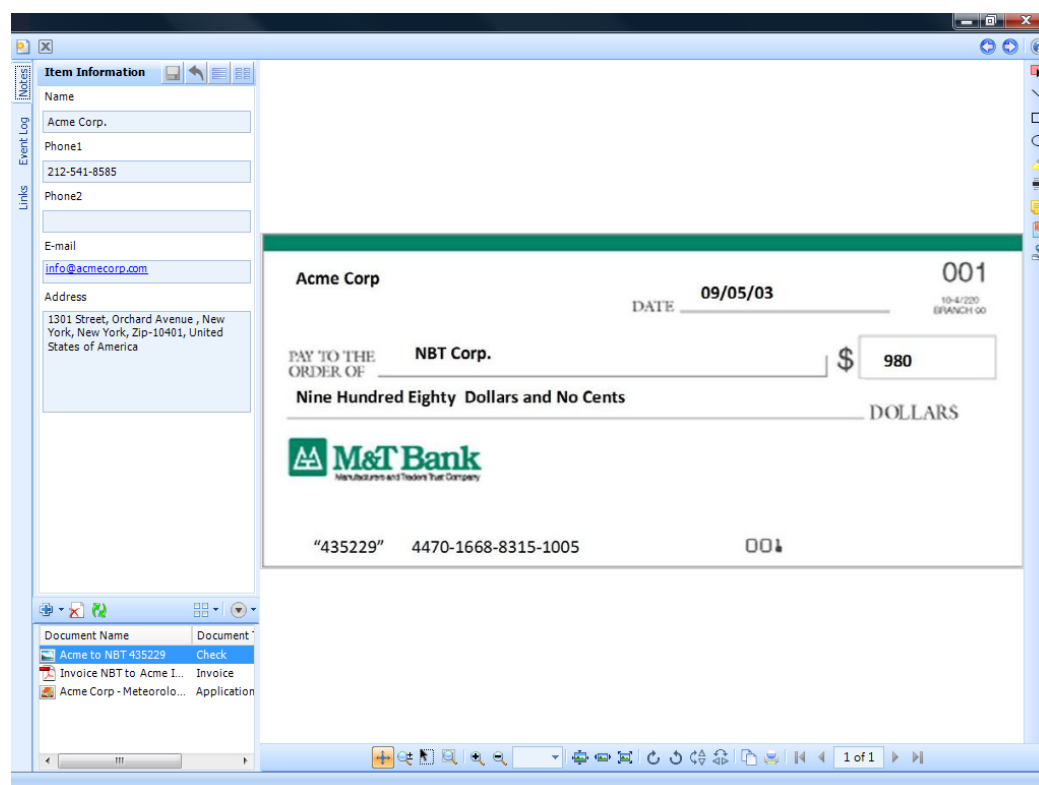 Item Information
Notes
Event Log
Links
Name
Acme Corp.
Phone1
212-541-8585
Phone2
E-mail
info@acmecorp.com
Address
1301 Street, Orchard Avenue , New
York, New York, Zip-10401, United
States of America
Acme Corp
001
DATE 09/05/03
10-4/220
BRANCH 00
PAY TO THE
ORDER OF NBT Corp. $ 980
Nine Hundred Eighty Dollars and No Cents
DOLLARS
M&T Bank
Manufacturers and Traders Trust Company
"435229" 4470-1668-8315-1005 001
Document Name Document
Acme to NBT 435229 Check
Invoice NBT to Acme I... Invoice
Acme Corp - Meteorolo... Application
1 of 1